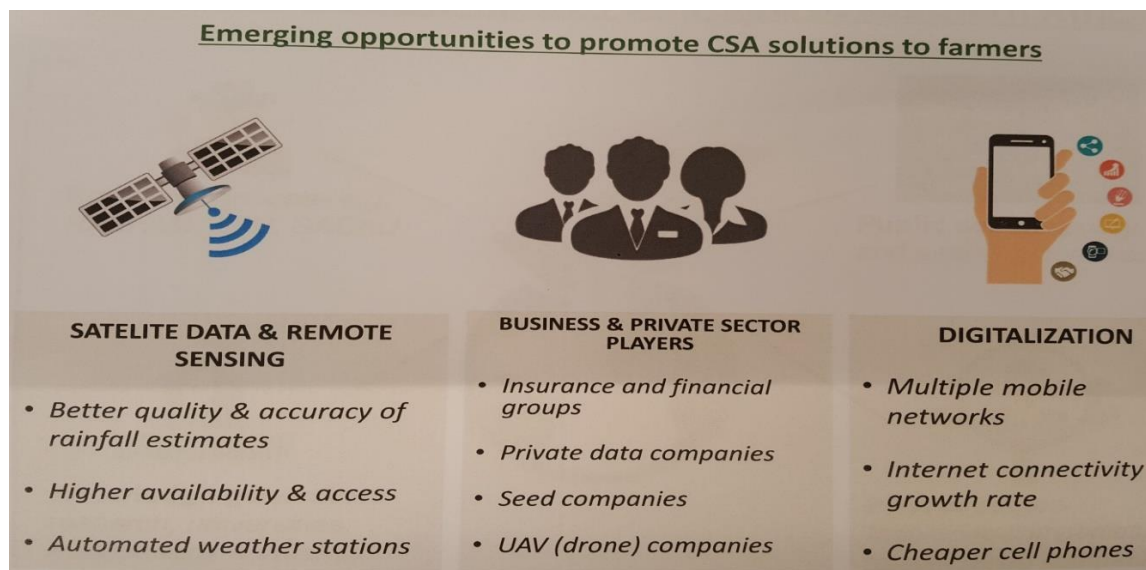 Emerging opportunities to promote CSA solutions to farmers
SATELITE DATA & REMOTE
SENSING
• Better quality & accuracy of
rainfall estimates
• Higher availability & access
• Automated weather stations
BUSINESS & PRIVATE SECTOR
PLAYERS
• Insurance and financial
groups
• Private data companies
• Seed companies
• UAV (drone) companies
DIGITALIZATION
• Multiple mobile
networks
• Internet connectivity
growth rate
• Cheaper cell phones